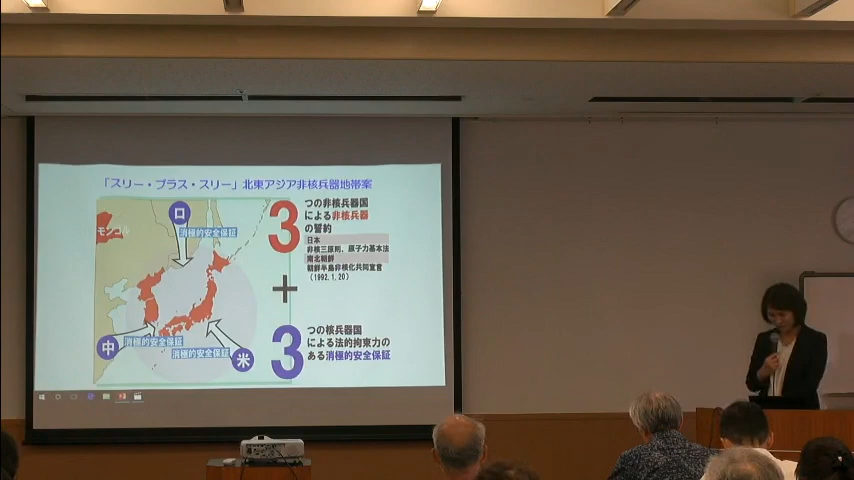 「スリー・プラス・スリー」北東アジア非核兵器地帯案
モンゴル
ロ
消極的安全保証
中
消極的安全保証
消極的安全保証
米
3
つの非核兵器国
による非核兵器
の誓約
日本
非核三原則、原子力基本法
南北朝鮮
朝鮮半島非核化共同宣言
（1992.1.20）
+
3
つの核兵器国
による法的拘束力の
ある消極的安全保証